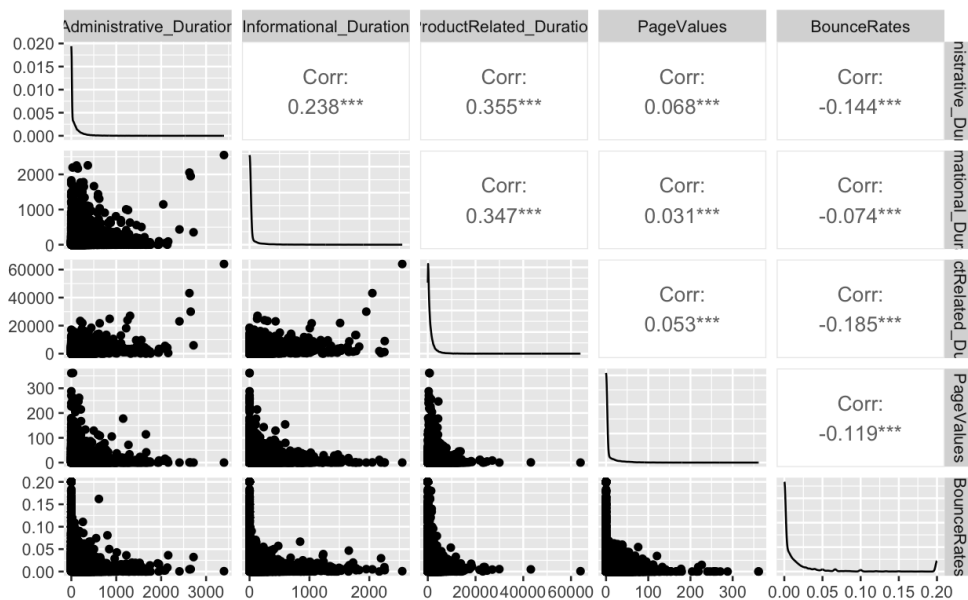 Administrative_Duration Informational_Duration ProductRelated_Duratio PageValues BounceRates
0.020
0.015
0.010
0.005
0.000
Corr:
0.238***
Corr:
0.355***
Corr:
0.068***
Corr:
-0.144***
nistrative_Du
2000
1000
0
Corr:
0.347***
Corr:
0.031***
Corr:
-0.074***
mational_Dur
60000
40000
20000
0
Corr:
0.053***
Corr:
-0.185***
ctRelated_Du
300
200
100
0
Corr:
-0.119***
PageValues
0.20
0.15
0.10
0.05
0.00
BounceRates
0 1000 2000 3000 0 1000 2000 0 20000 40000 60000 0 100 200 300 0.00 0.05 0.10 0.15 0.20